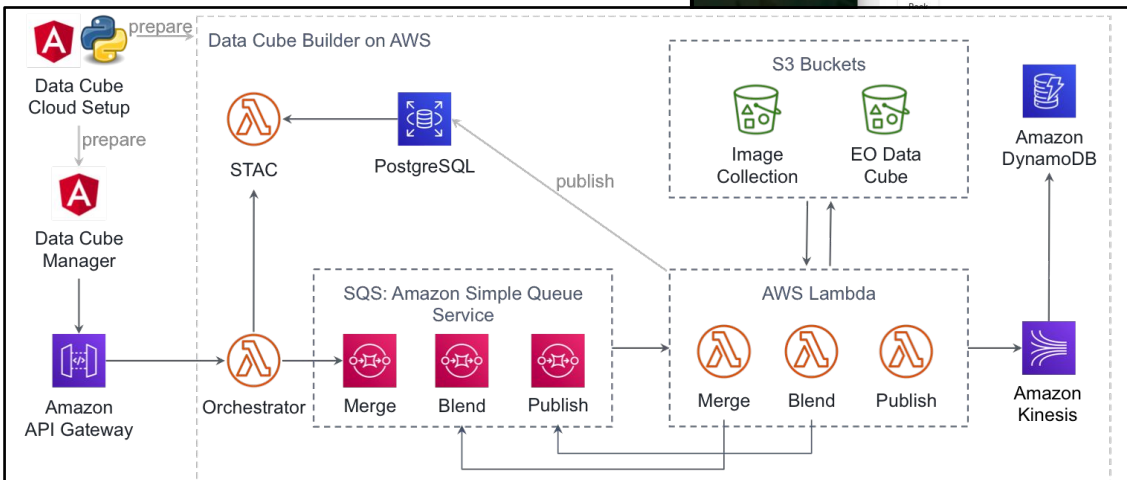 prepare
Data Cube
Cloud Setup
prepare
Data Cube
Manager
Amazon
API Gateway
Data Cube Builder on AWS
STAC
PostgreSQL
publish
Orchestrator
SQS: Amazon Simple Queue
Service
Merge
Blend
Publish
S3 Buckets
Image
Collection
EO Data
Cube
AWS Lambda
Merge
Blend
Publish
Amazon
DynamoDB
Amazon
Kinesis